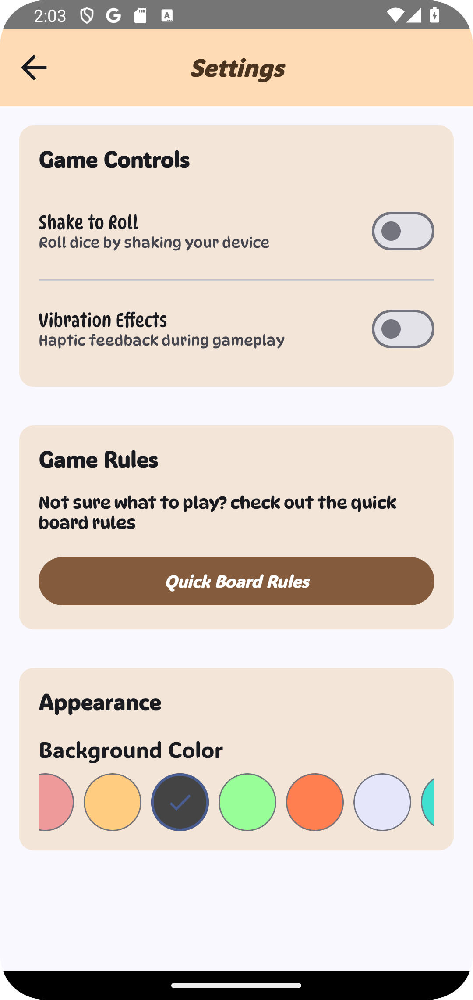 2:03
Settings
Game Controls
Shake to Roll
Roll dice by shaking your device
Vibration Effects
Haptic feedback during gameplay
Game Rules
Not sure what to play? check out the quick
board rules
Quick Board Rules
Appearance
Background Color